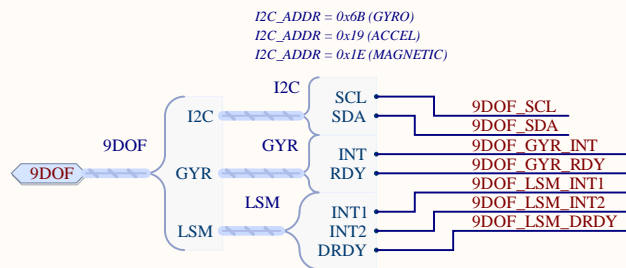 I2C_ADDR = 0x6B (GYRO)
I2C_ADDR = 0x19 (ACCEL)
I2C_ADDR = 0x1E (MAGNETIC)
I2C
SCL
9DOF_SCL
I2C
SDA
9DOF_SDA
9DOF
GYR
INT
9DOF_GYR_INT
9DOF
GYR
RDY
9DOF_GYR_RDY
LSM
INT1
9DOF_LSM_INT1
LSM
INT2
9DOF_LSM_INT2
DRDY
9DOF_LSM_DRDY